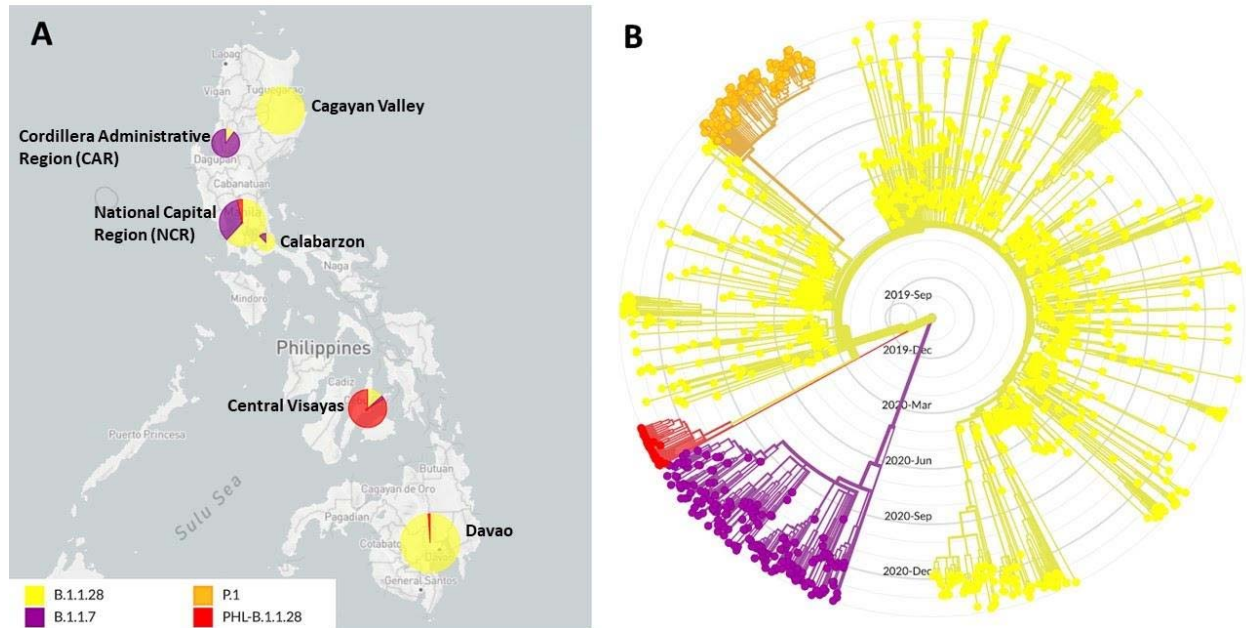 A
Laoag
Vigan
Tuguegarao
Cagayan Valley
Cordillera Administrative
Region (CAR)
Dagupan
Cabanatuan
National Capital
Region (NCR)
Manila
Calabarzon
Naga
Mindoro
Philippines
Cadiz
Central Visayas
Puerto Princesa
Sulu Sea
Butuan
Cagayan de Oro
Pagadian
Cotabato
Davao
Davao
General Santos
B.1.1.28
P.1
B.1.1.7
PHL-B.1.1.28
B
2019-Sep
2019-Dec
2020-Mar
2020-Jun
2020-Sep
2020-Dec